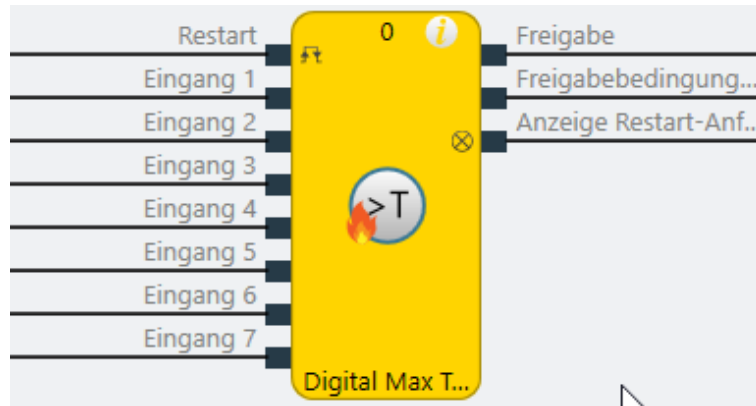 Restart
0
i
Freigabe
Eingang 1
Freigabebedingung...
Eingang 2
Anzeige Restart-Anf...
Eingang 3
>T
Eingang 4
Eingang 5
Eingang 6
Eingang 7
Digital Max T...